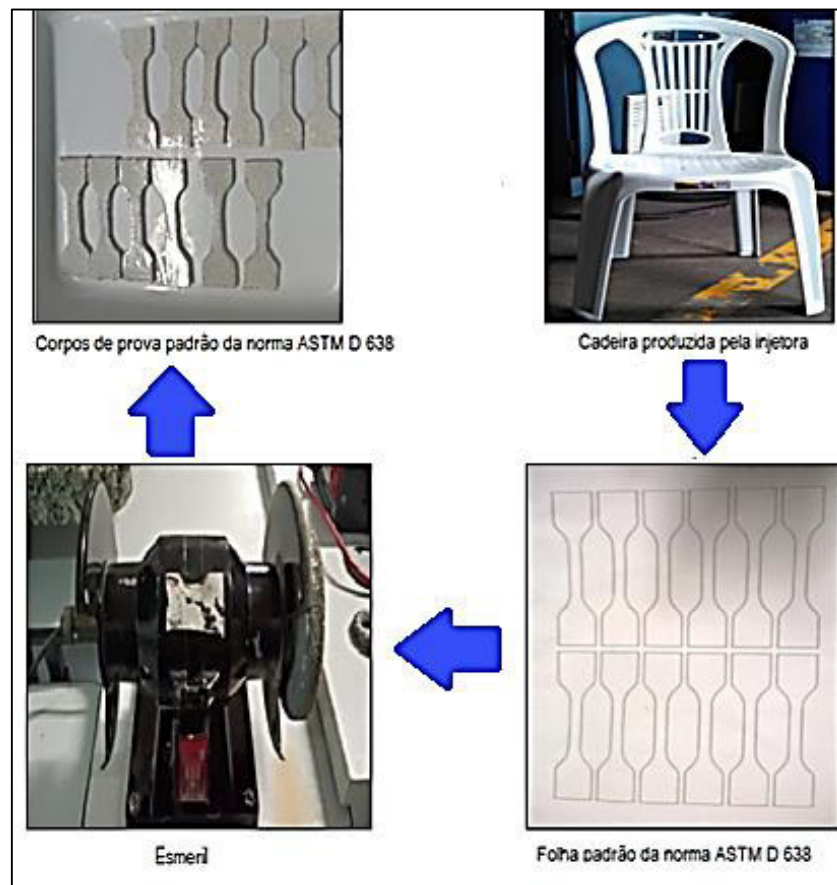 Corpos de prova padrão da norma ASTM D 638
Cadeira produzida pela injetora
Esmeril
Folha padrão da norma ASTM D 638